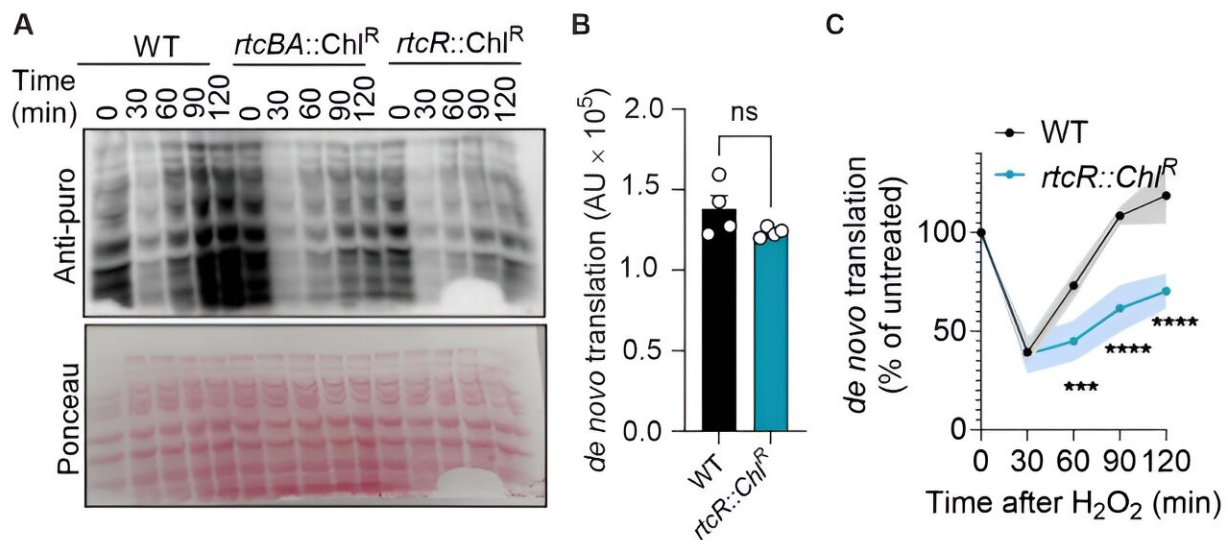 A
WT
rtcBA::Chl^R
rtcR::Chl^R
Time
(min)
0 30 60 90 120 0 30 60 90 120 0 30 60 90 120
Anti-puro
Ponceau
B
de novo translation (AU × 10⁵)
2.0
1.5
1.0
0.5
0.0
ns
WT
rtcR::Chl^R
C
WT
rtcR::Chl^R
de novo translation
(% of untreated)
100
50
0
***
****
****
0 30 60 90 120
Time after H₂O₂ (min)